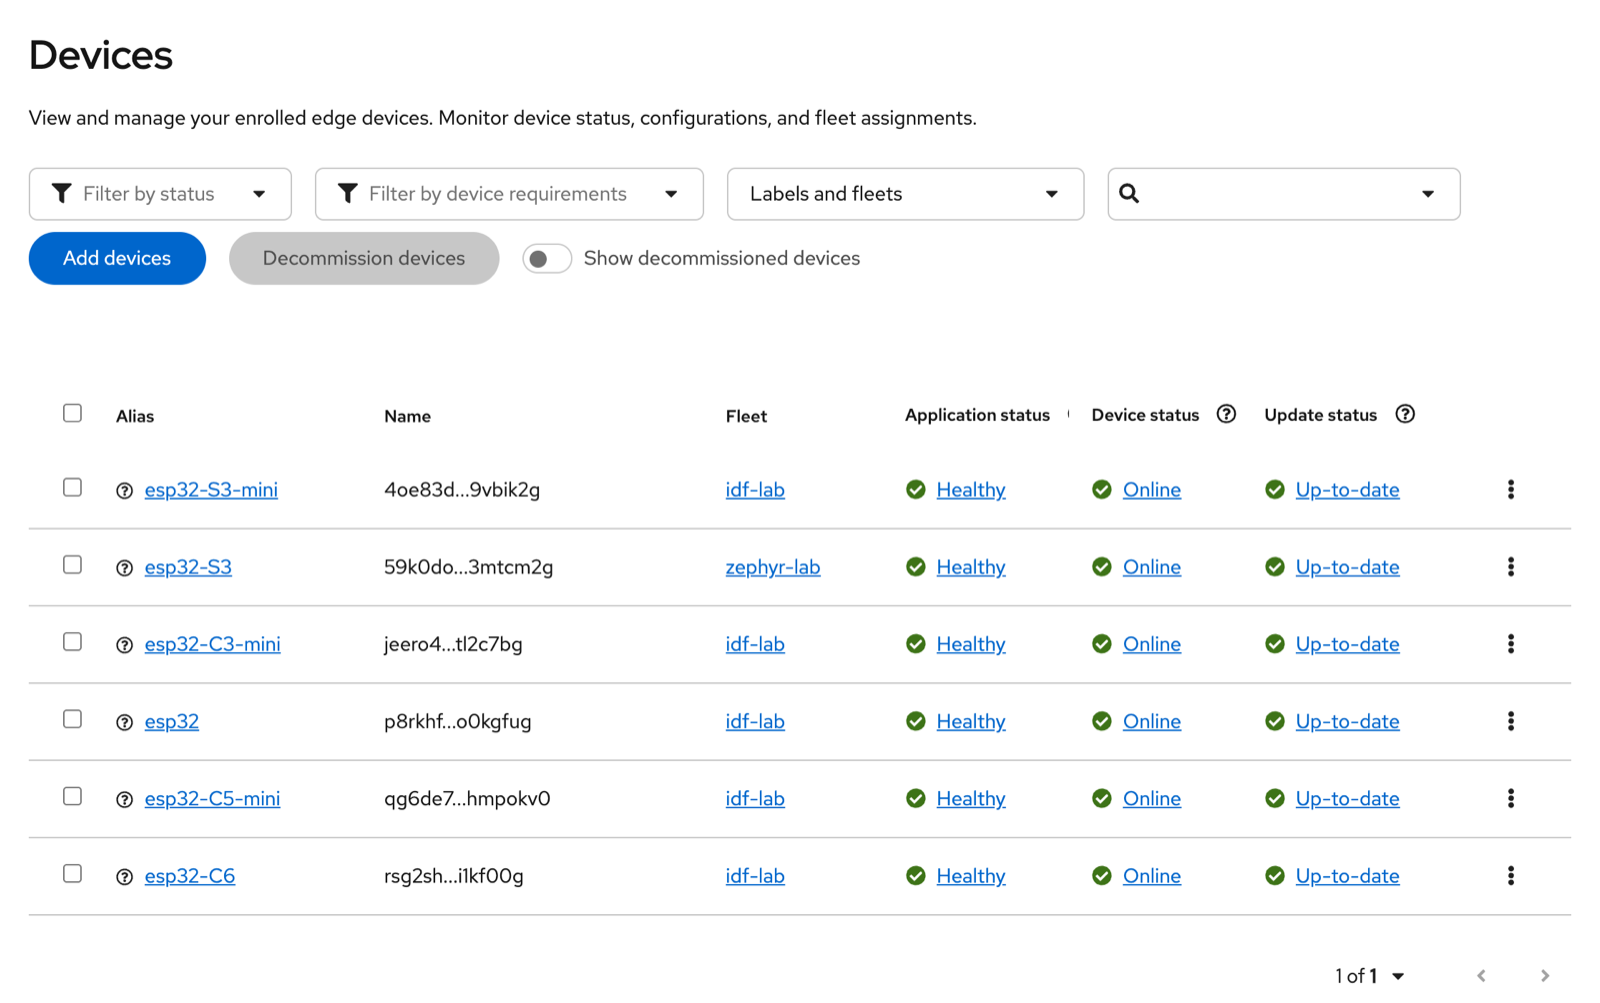 Devices
View and manage your enrolled edge devices. Monitor device status, configurations, and fleet assignments.
Filter by status Filter by device requirements Labels and fleets
Add devices Decommission devices Show decommissioned devices
Alias Name Fleet Application status Device status Update status
esp32-S3-mini 4oe83d...9vbik2g idf-lab Healthy Online Up-to-date
esp32-S3 59k0do...3mtcm2g zephyr-lab Healthy Online Up-to-date
esp32-C3-mini jeero4...tl2c7bg idf-lab Healthy Online Up-to-date
esp32 p8rkhf...o0kgfug idf-lab Healthy Online Up-to-date
esp32-C5-mini qg6de7...hmpokv0 idf-lab Healthy Online Up-to-date
esp32-C6 rsg2sh...i1kf00g idf-lab Healthy Online Up-to-date
1 of 1